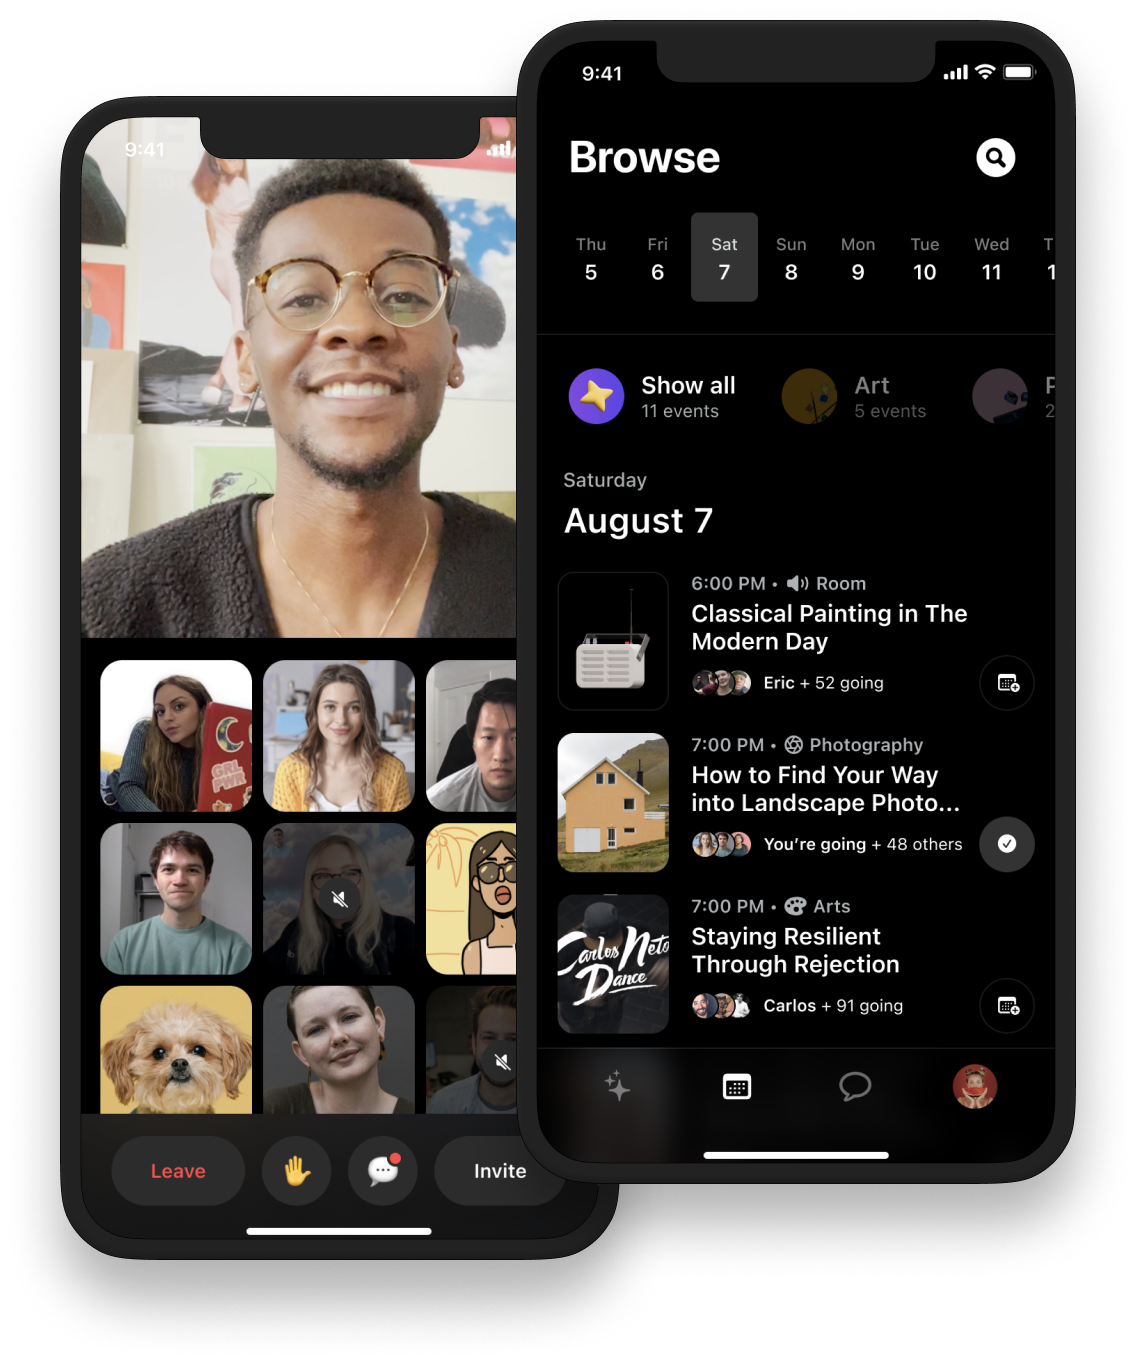 9:41
GRL
PWR
Leave
Invite
9:41
Browse
Thu Fri Sat Sun Mon Tue Wed T
5 6 7 8 9 10 11 1
Show all Art P
11 events 5 events 2
Saturday
August 7
6:00 PM • Room
Classical Painting in The
Modern Day
Eric + 52 going
7:00 PM • Photography
How to Find Your Way
into Landscape Photo...
You're going + 48 others
Carlos Neto
Dance
7:00 PM • Arts
Staying Resilient
Through Rejection
Carlos + 91 going